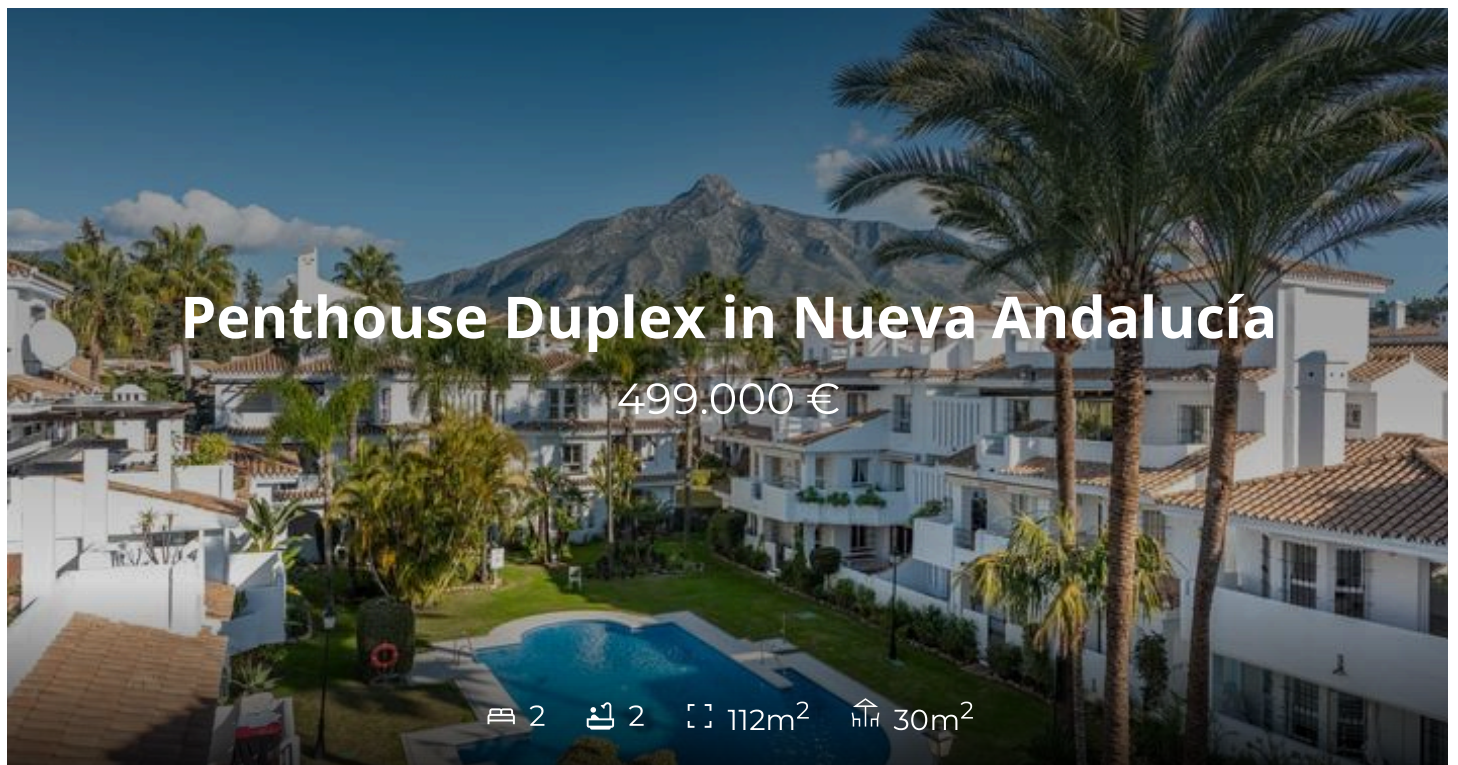 Penthouse Duplex in Nueva Andalucía
499.000 €
2 2 112m² 30m²